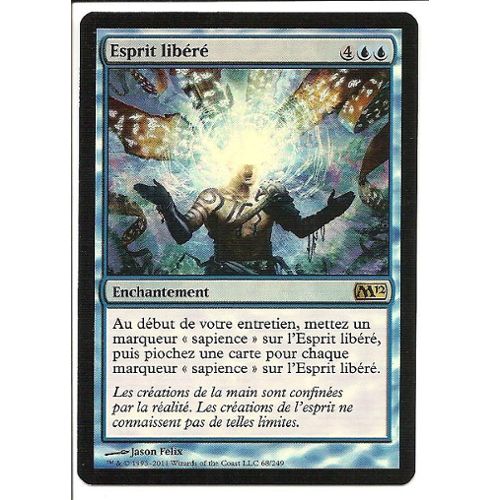 Esprit libéré 4
Enchantement M12
Au début de votre entretien, mettez un
marqueur « sapience » sur l'Esprit libéré,
puis piochez une carte pour chaque
marqueur « sapience » sur l'Esprit libéré.
Les créations de la main sont confinées
par la réalité. Les créations de l'esprit ne
connaissent pas de telles limites.
Jason Felix
™ & © 1993-2011 Wizards of the Coast LLC 68/249